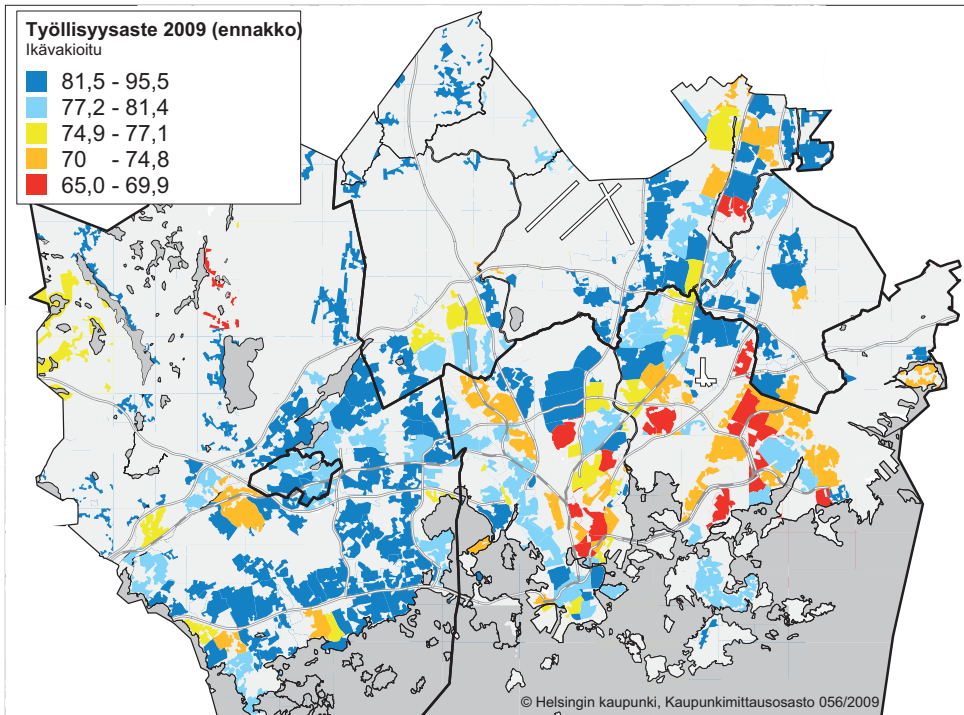 Työllisyysaste 2009 (ennakko)
Ikävakioitu
81,5 - 95,5
77,2 - 81,4
74,9 - 77,1
70 - 74,8
65,0 - 69,9
© Helsingin kaupunki, Kaupunkimittausosasto 056/2009